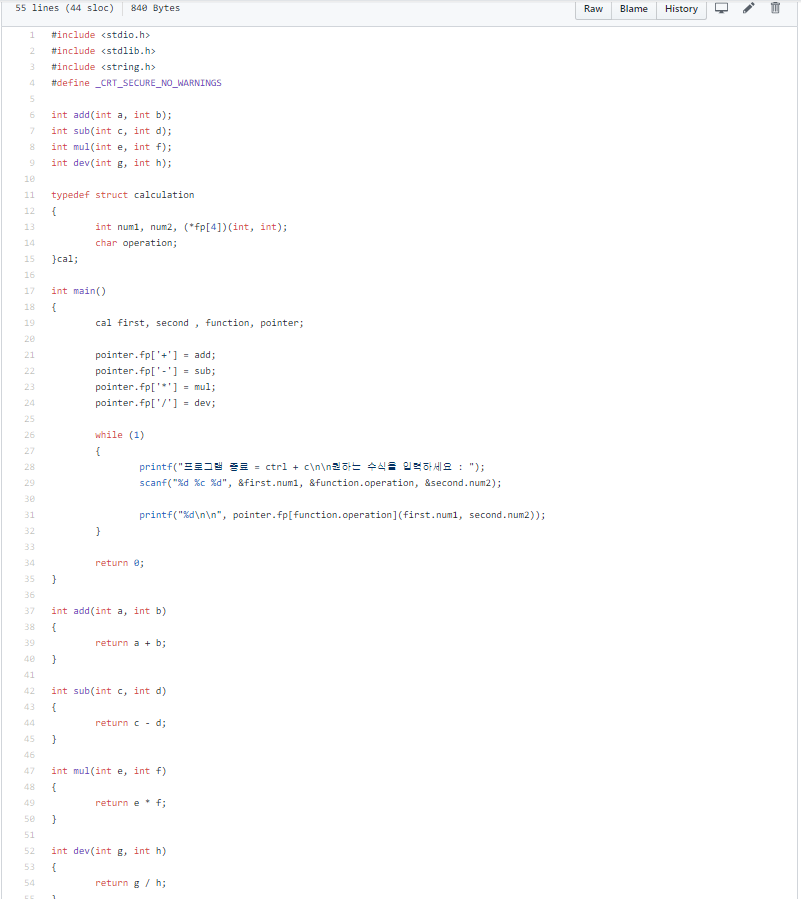 55 lines (44 sloc) 840 Bytes Raw Blame History
1 #include <stdio.h>
2 #include <stdlib.h>
3 #include <string.h>
4 #define _CRT_SECURE_NO_WARNINGS
5
6 int add(int a, int b);
7 int sub(int c, int d);
8 int mul(int e, int f);
9 int dev(int g, int h);
10
11 typedef struct calculation
12 {
13 int num1, num2, (*fp[4])(int, int);
14 char operation;
15 }cal;
16
17 int main()
18 {
19 cal first, second , function, pointer;
20
21 pointer.fp['+'] = add;
22 pointer.fp['-'] = sub;
23 pointer.fp['*'] = mul;
24 pointer.fp['/'] = dev;
25
26 while (1)
27 {
28 printf("프로그램 종료 = ctrl + c\n\n원하는 수식을 입력하세요 : ");
29 scanf("%d %c %d", &first.num1, &function.operation, &second.num2);
30
31 printf("%d\n\n", pointer.fp[function.operation](first.num1, second.num2));
32 }
33
34 return 0;
35 }
36
37 int add(int a, int b)
38 {
39 return a + b;
40 }
41
42 int sub(int c, int d)
43 {
44 return c - d;
45 }
46
47 int mul(int e, int f)
48 {
49 return e * f;
50 }
51
52 int dev(int g, int h)
53 {
54 return g / h;
55 }